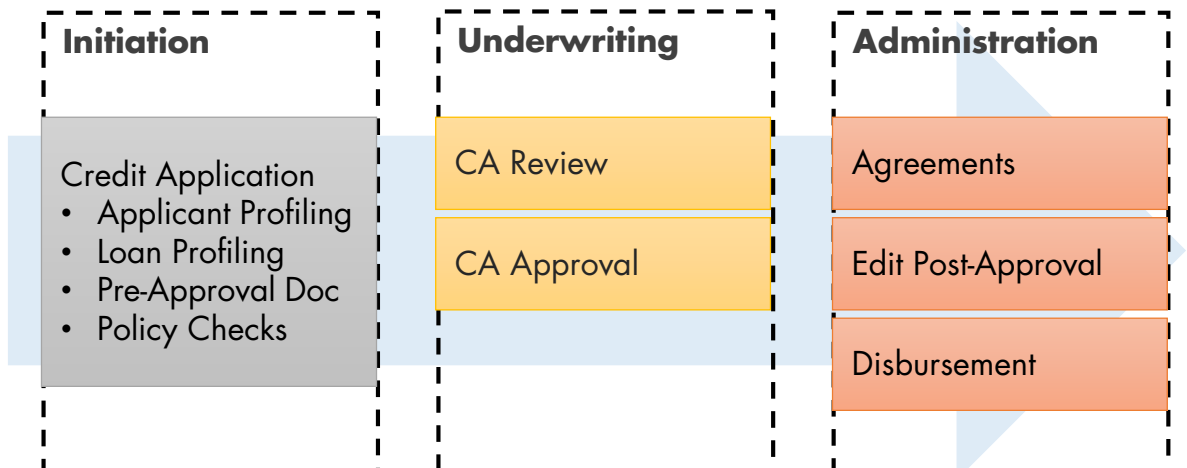 Initiation
Credit Application
• Applicant Profiling
• Loan Profiling
• Pre-Approval Doc
• Policy Checks
Underwriting
CA Review
CA Approval
Administration
Agreements
Edit Post-Approval
Disbursement